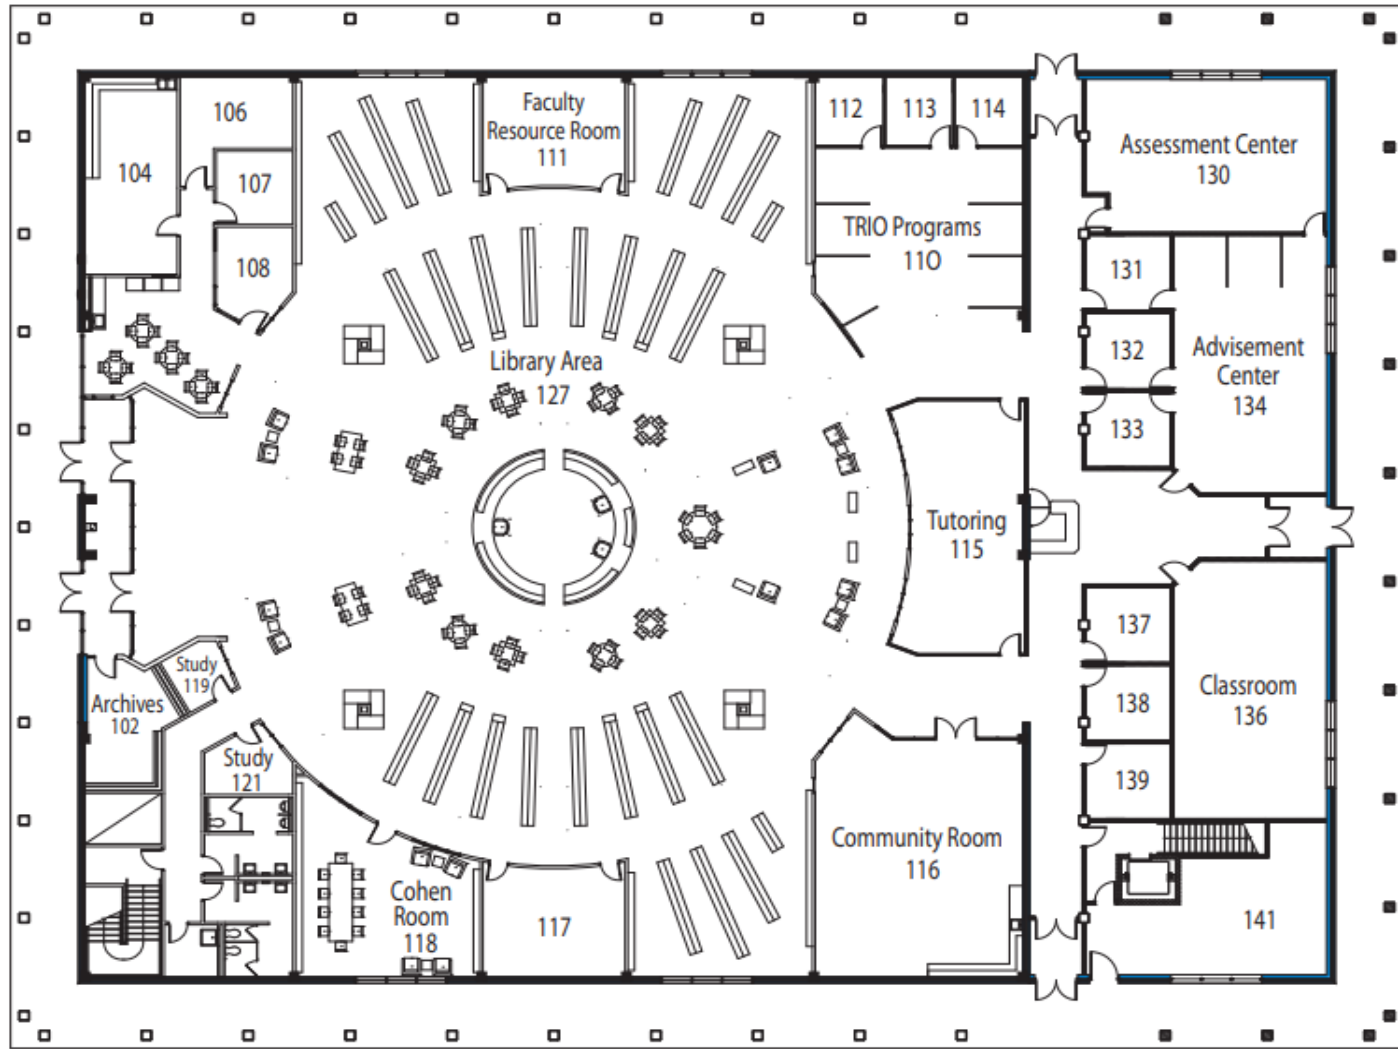 104
106
107
108
Faculty
Resource Room
111
112
113
114
TRIO Programs
110
Assessment Center
130
131
132
133
Advisement
Center
134
Library Area
127
Tutoring
115
137
138
139
Classroom
136
Study
119
Archives
102
Study
121
Cohen
Room
118
117
Community Room
116
141